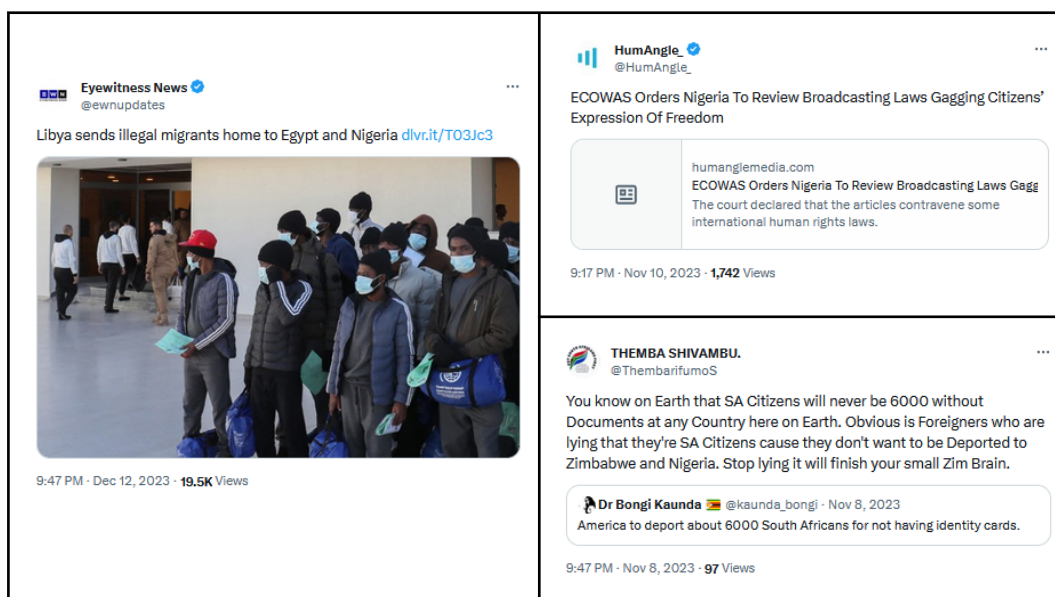 EWN
Eyewitness News
@ewnupdates
Libya sends illegal migrants home to Egypt and Nigeria dlvr.it/T03Jc3
9:47 PM · Dec 12, 2023 · 19.5K Views
HumAngle_
@HumAngle_
ECOWAS Orders Nigeria To Review Broadcasting Laws Gagging Citizens'
Expression Of Freedom
humanglemedia.com
ECOWAS Orders Nigeria To Review Broadcasting Laws Gagg
The court declared that the articles contravene some
international human rights laws.
9:17 PM · Nov 10, 2023 · 1,742 Views
THEMBA SHIVAMBU.
@ThembarifumoS
You know on Earth that SA Citizens will never be 6000 without
Documents at any Country here on Earth. Obvious is Foreigners who are
lying that they're SA Citizens cause they don't want to be Deported to
Zimbabwe and Nigeria. Stop lying it will finish your small Zim Brain.
Dr Bongi Kaunda 🇿🇼 @kaunda_bongi · Nov 8, 2023
America to deport about 6000 South Africans for not having identity cards.
9:47 PM · Nov 8, 2023 · 97 Views